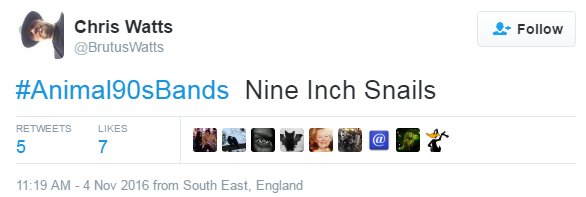 Chris Watts
@BrutusWatts
Follow
#Animal90sBands Nine Inch Snails
RETWEETS LIKES
5 7
@
11:19 AM - 4 Nov 2016 from South East, England